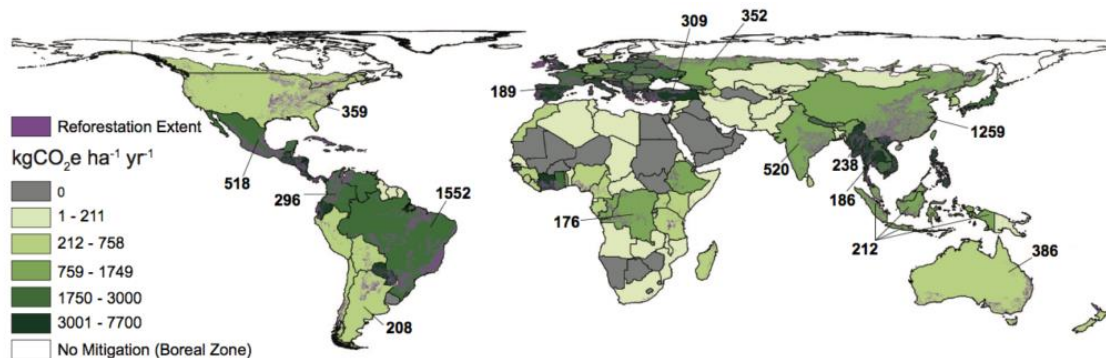 309
352
189
359
1259
518
520
238
296
1552
186
176
212
386
208
Reforestation Extent
kgCO₂e ha⁻¹ yr⁻¹
0
1 - 211
212 - 758
759 - 1749
1750 - 3000
3001 - 7700
No Mitigation (Boreal Zone)